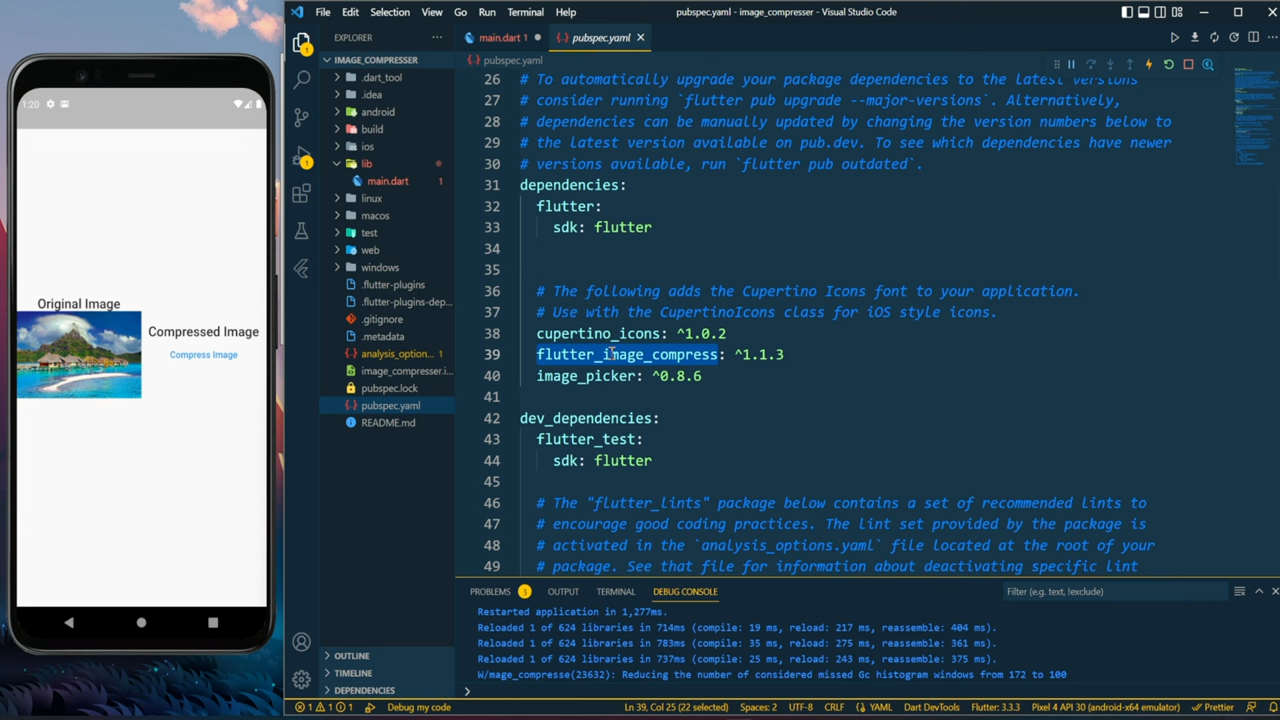 File Edit Selection View Go Run Terminal Help
pubspec.yaml - image_compresser - Visual Studio Code
1:20
Original Image
Compressed Image
Compress Image
EXPLORER
IMAGE_COMPRESSER
.dart_tool
.idea
android
build
ios
lib
main.dart 1
linux
macos
test
web
windows
.flutter-plugins
.flutter-plugins-dep...
.gitignore
.metadata
analysis_option... 1
image_compresser.i...
pubspec.lock
pubspec.yaml
README.md
OUTLINE
TIMELINE
DEPENDENCIES
main.dart 1
pubspec.yaml
pubspec.yaml
26 # To automatically upgrade your package dependencies to the latest versions
27 # consider running `flutter pub upgrade --major-versions`. Alternatively,
28 # dependencies can be manually updated by changing the version numbers below to
29 # the latest version available on pub.dev. To see which dependencies have newer
30 # versions available, run `flutter pub outdated`.
31 dependencies:
32 flutter:
33 sdk: flutter
34
35
36 # The following adds the Cupertino Icons font to your application.
37 # Use with the CupertinoIcons class for iOS style icons.
38 cupertino_icons: ^1.0.2
39 flutter_image_compress: ^1.1.3
40 image_picker: ^0.8.6
41
42 dev_dependencies:
43 flutter_test:
44 sdk: flutter
45
46 # The "flutter_lints" package below contains a set of recommended lints to
47 # encourage good coding practices. The lint set provided by the package is
48 # activated in the `analysis_options.yaml` file located at the root of your
49 # package. See that file for information about deactivating specific lint
PROBLEMS 3 OUTPUT TERMINAL DEBUG CONSOLE
Filter (e.g. text, !exclude)
Restarted application in 1,277ms.
Reloaded 1 of 624 libraries in 714ms (compile: 19 ms, reload: 217 ms, reassemble: 404 ms).
Reloaded 1 of 624 libraries in 783ms (compile: 35 ms, reload: 275 ms, reassemble: 361 ms).
Reloaded 1 of 624 libraries in 737ms (compile: 25 ms, reload: 243 ms, reassemble: 375 ms).
W/mage_compresse(23632): Reducing the number of considered missed Gc histogram windows from 172 to 100
1 1 1 Debug my code
Ln 39, Col 25 (22 selected) Spaces: 2 UTF-8 CRLF YAML Dart DevTools Flutter: 3.3.3 Pixel 4 API 30 (android-x64 emulator) Prettier